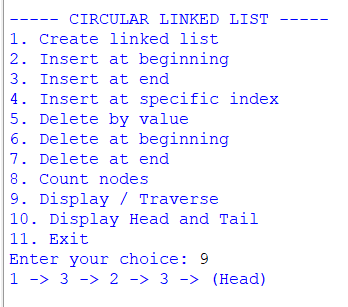 ----- CIRCULAR LINKED LIST -----
1. Create linked list
2. Insert at beginning
3. Insert at end
4. Insert at specific index
5. Delete by value
6. Delete at beginning
7. Delete at end
8. Count nodes
9. Display / Traverse
10. Display Head and Tail
11. Exit
Enter your choice: 9
1 -> 3 -> 2 -> 3 -> (Head)